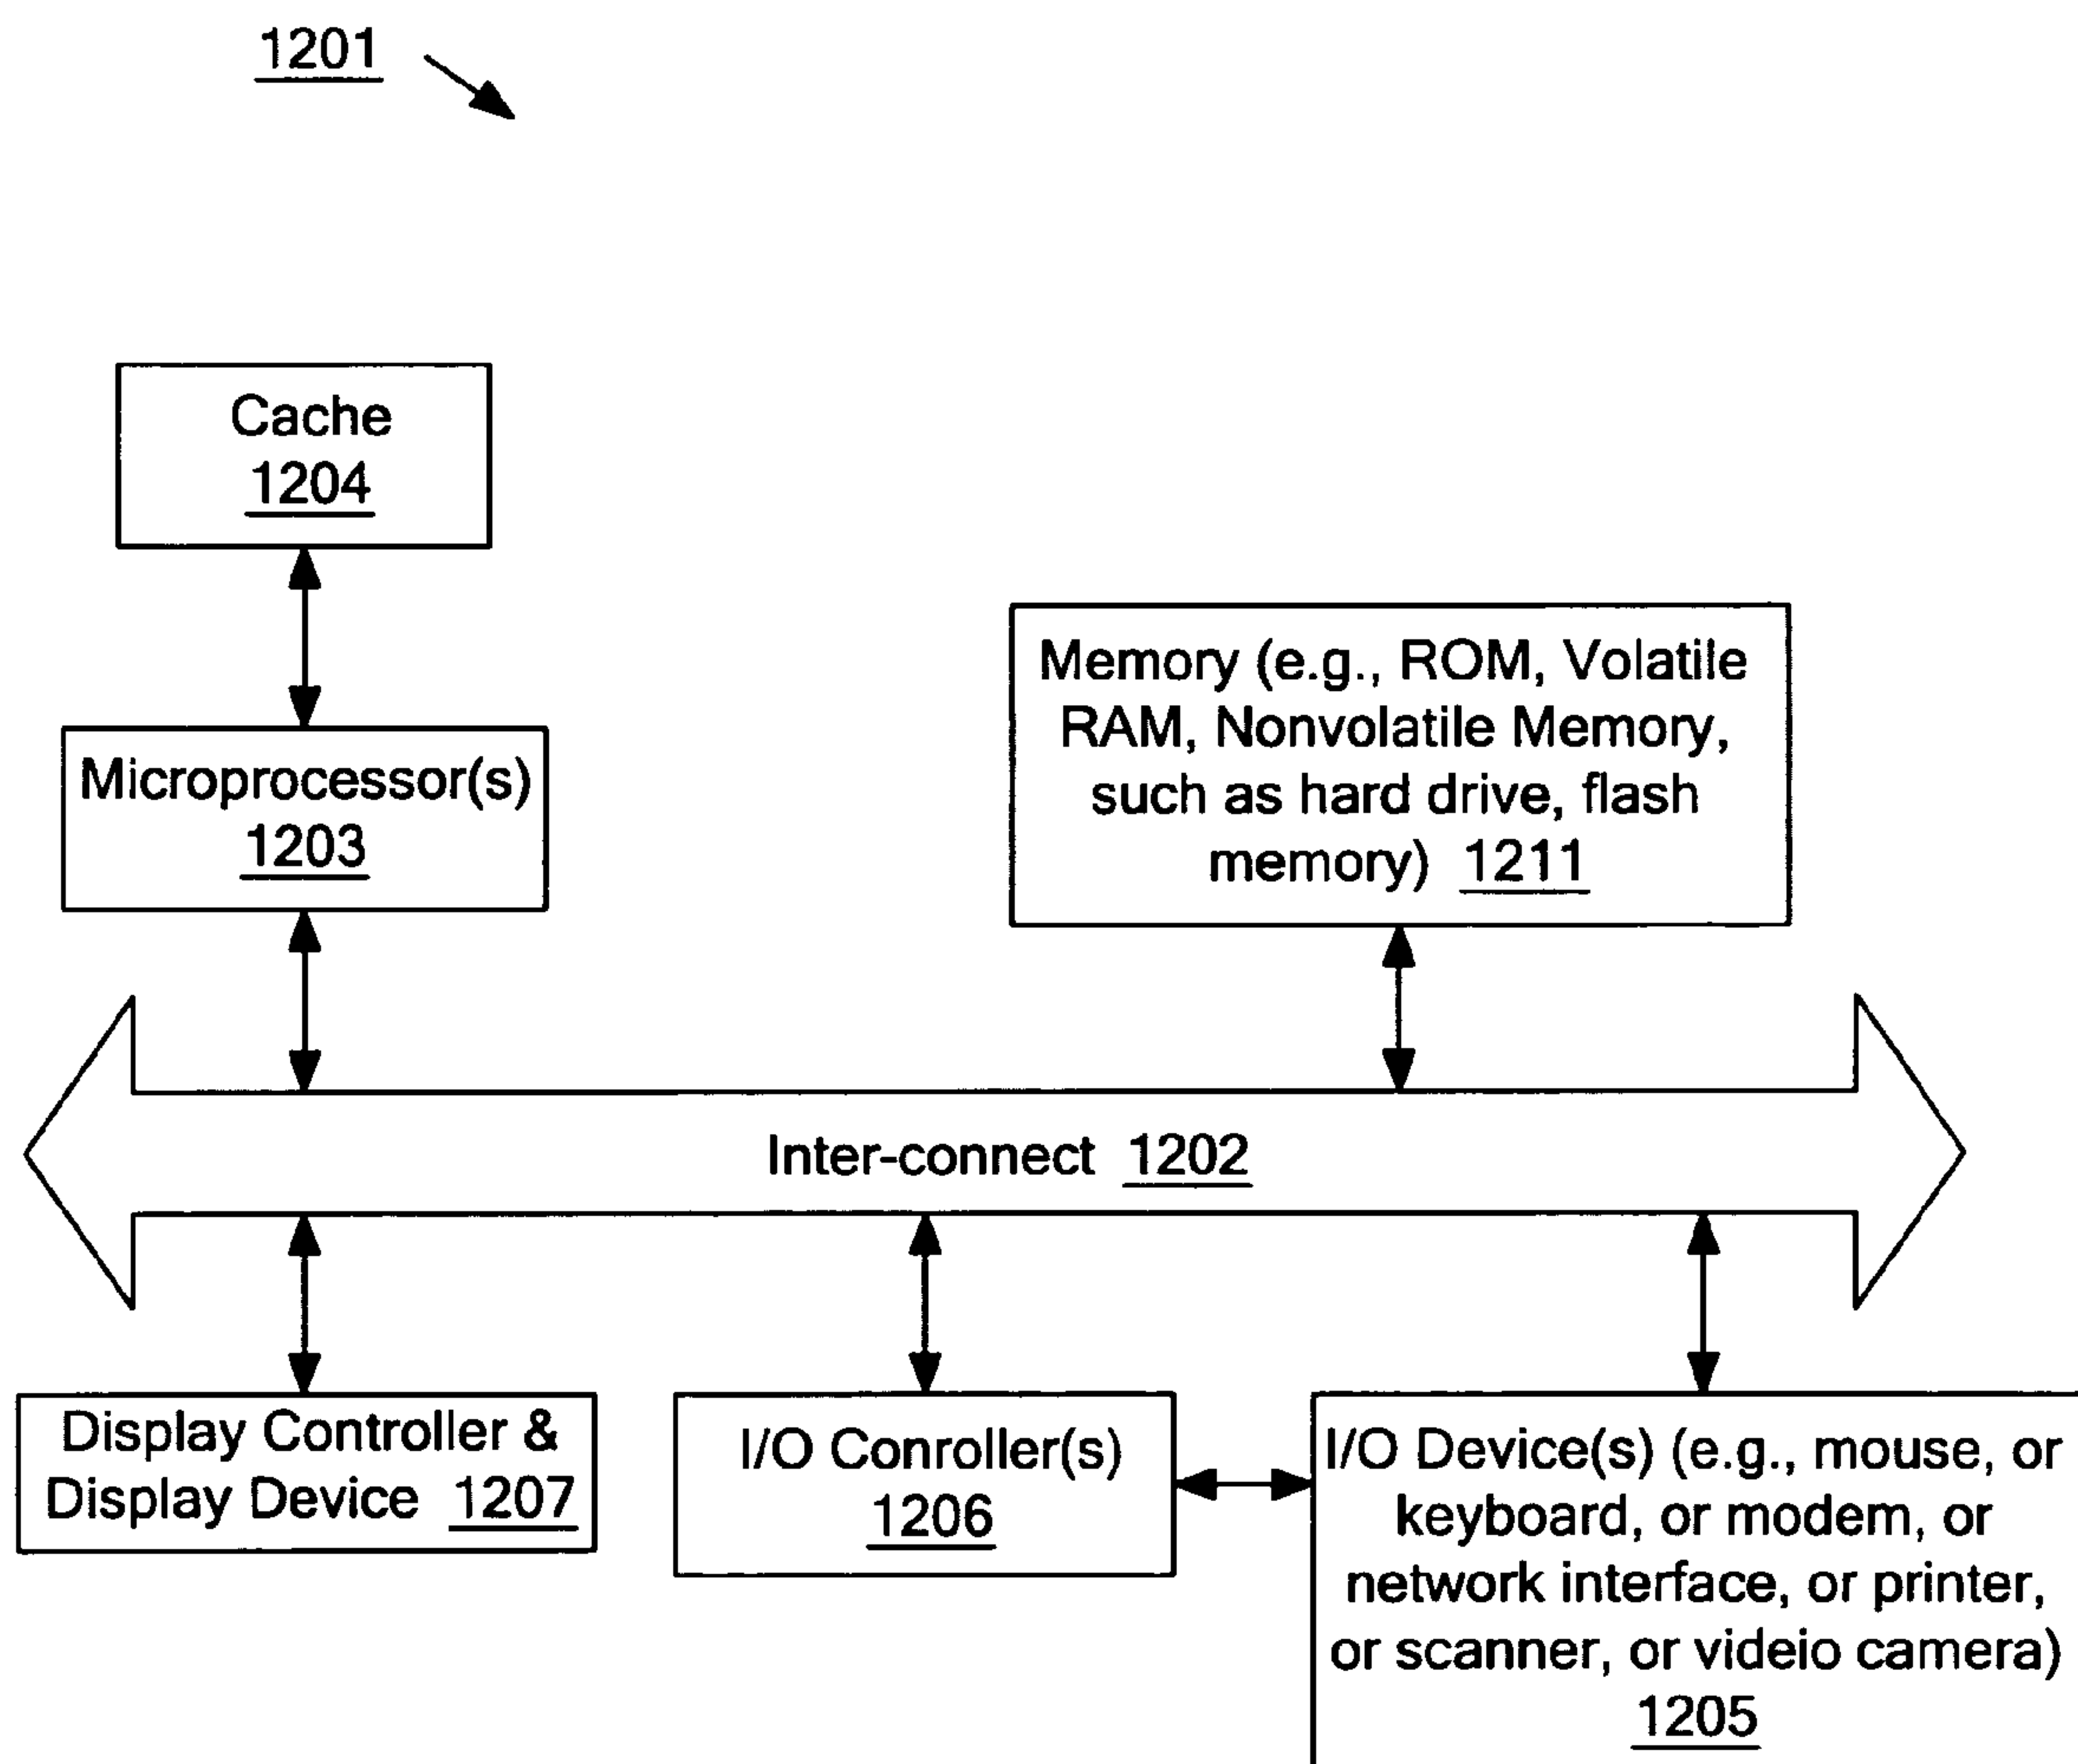 1201
Cache
1204
Microprocessor(s)
1203
Memory (e.g., ROM, Volatile
RAM, Nonvolatile Memory,
such as hard drive, flash
memory) 1211
Inter-connect 1202
Display Controller &
Display Device 1207
I/O Conroller(s)
1206
I/O Device(s) (e.g., mouse, or
keyboard, or modem, or
network interface, or printer,
or scanner, or videio camera)
1205